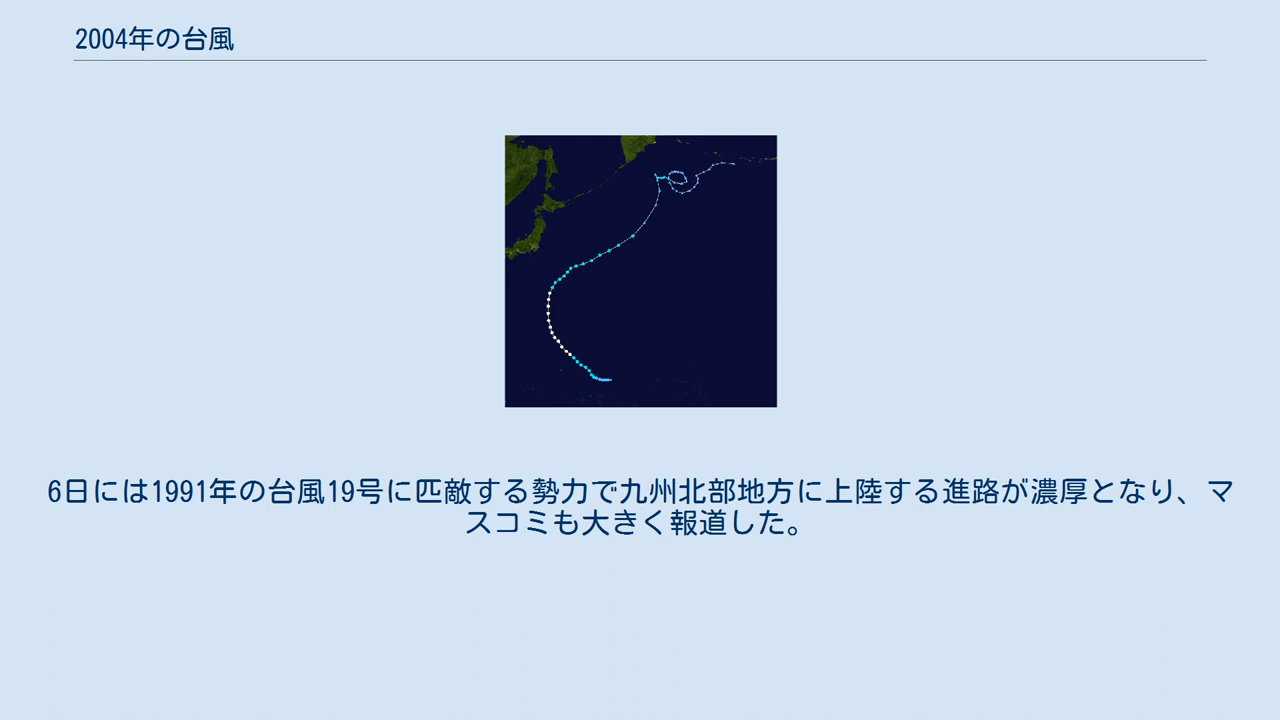 2004年の台風
6日には1991年の台風19号に匹敵する勢力で九州北部地方に上陸する進路が濃厚となり、マ
スコミも大きく報道した。